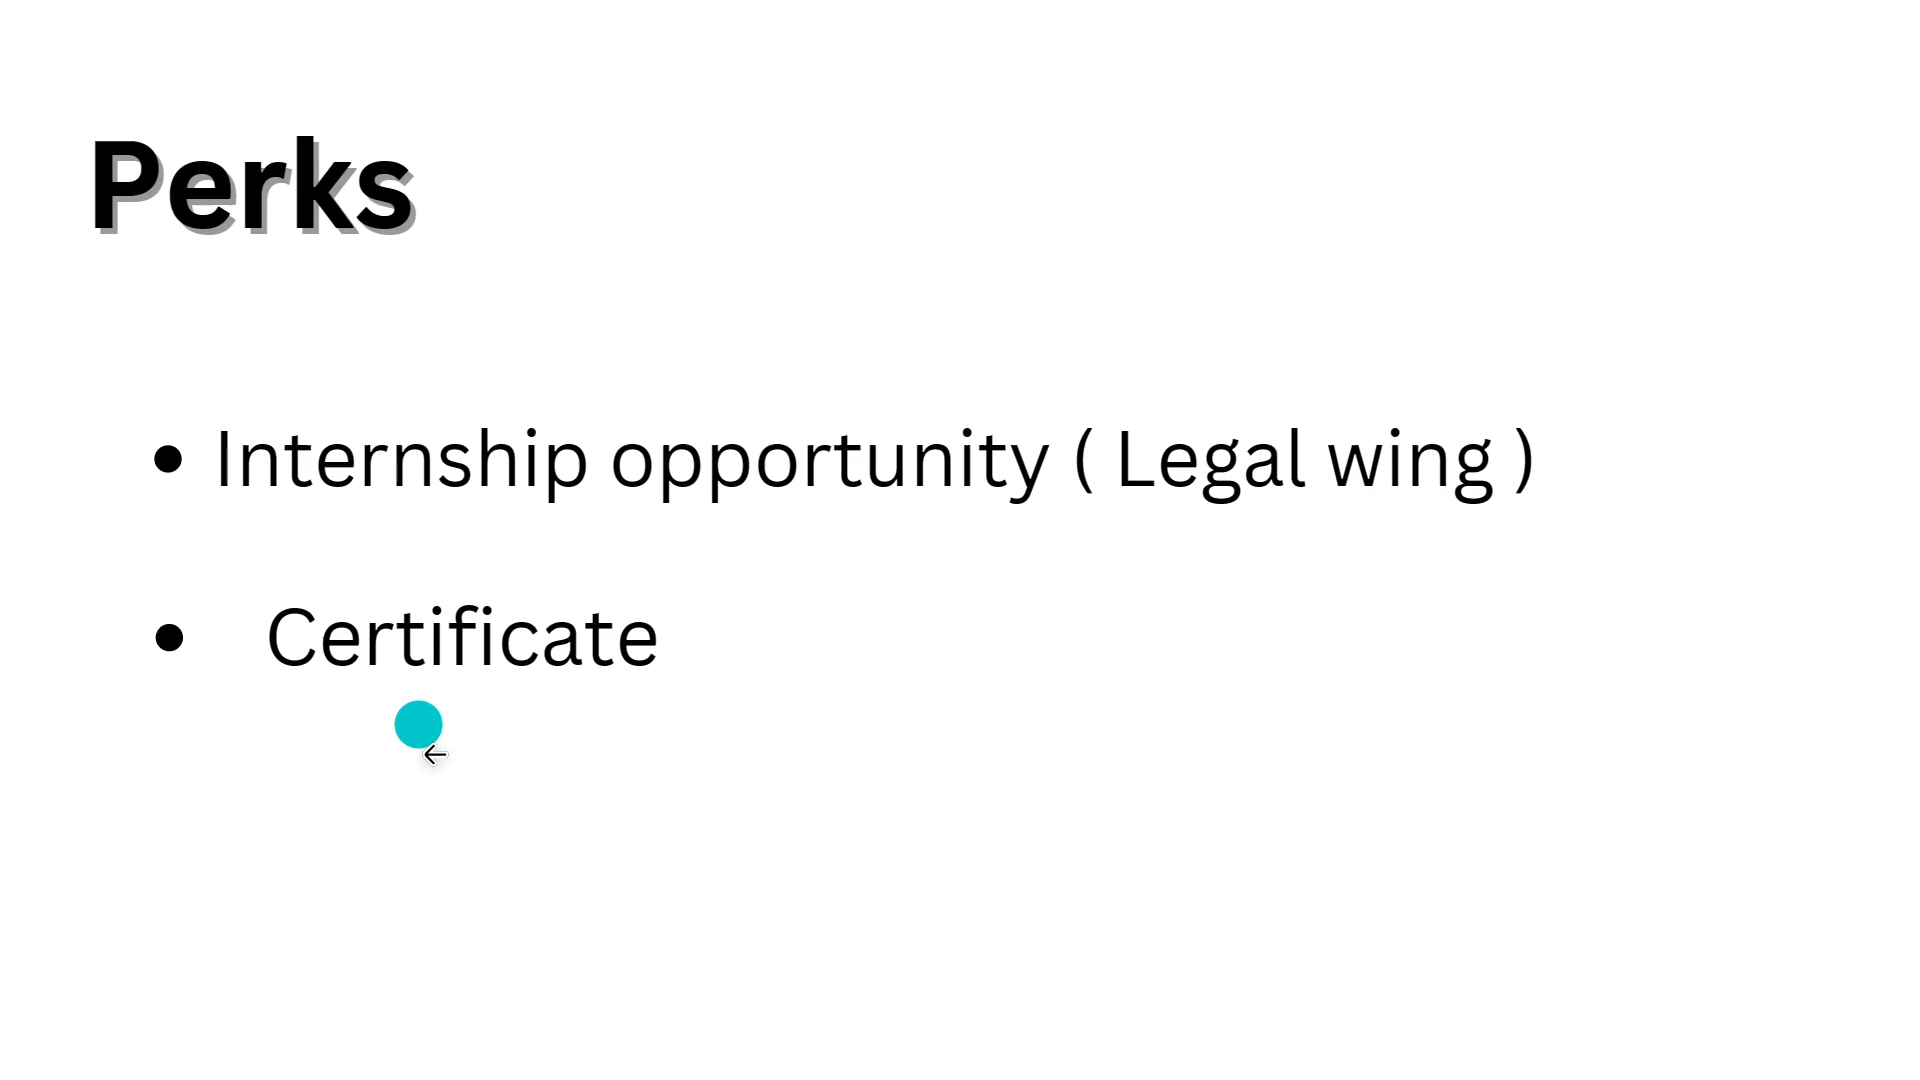 Perks
• Internship opportunity ( Legal wing )
• Certificate